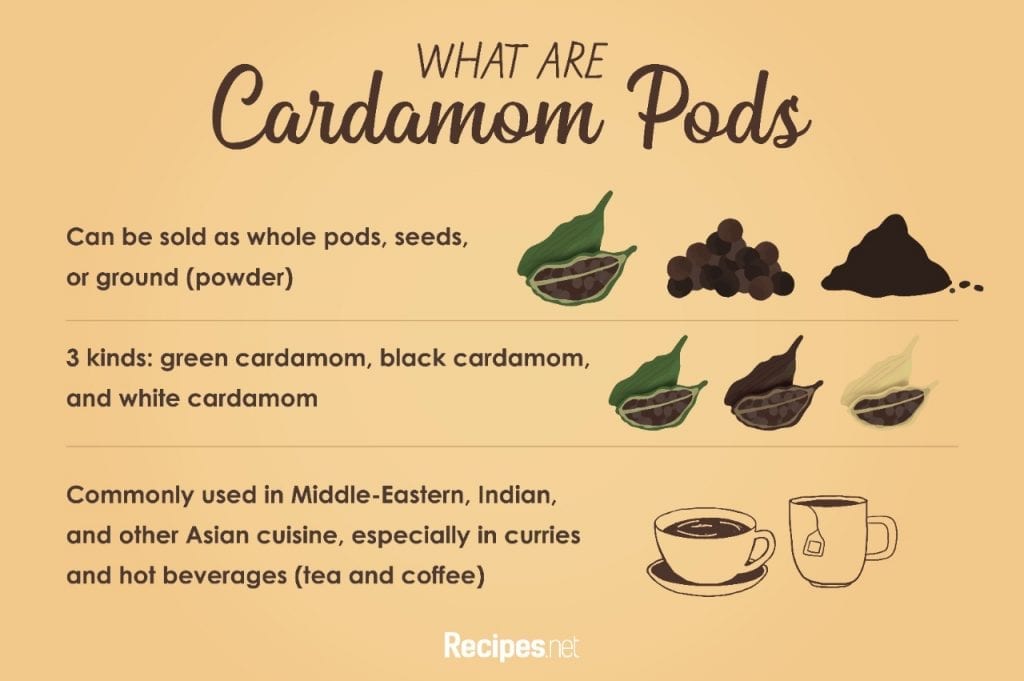 WHAT ARE
Cardamom Pods
Can be sold as whole pods, seeds,
or ground (powder)
3 kinds: green cardamom, black cardamom,
and white cardamom
Commonly used in Middle-Eastern, Indian,
and other Asian cuisine, especially in curries
and hot beverages (tea and coffee)
Recipes.net